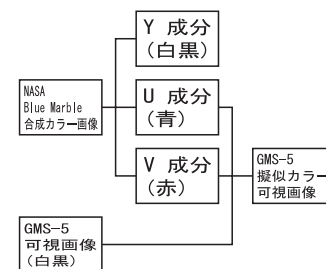 Y 成分
(白黒)
NASA
Blue Marble
合成カラー画像
U 成分
(青)
V 成分
(赤)
GMS-5
擬似カラー
可視画像
GMS-5
可視画像
(白黒)